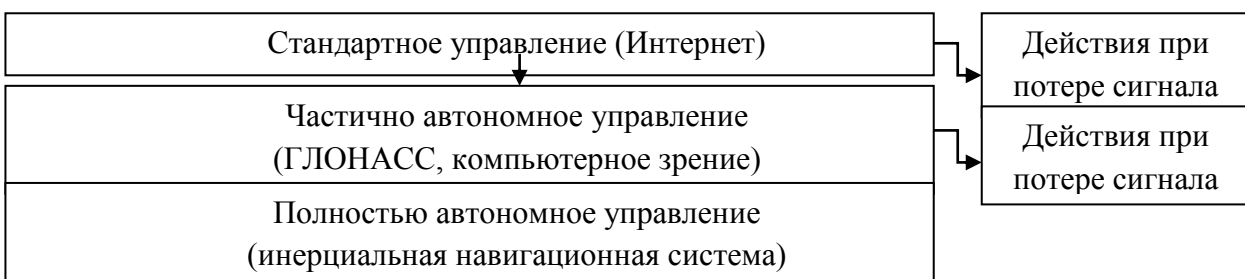 Стандартное управление (Интернет)
Действия при
потере сигнала
Частично автономное управление
(ГЛОНАСС, компьютерное зрение)
Действия при
потере сигнала
Полностью автономное управление
(инерциальная навигационная система)